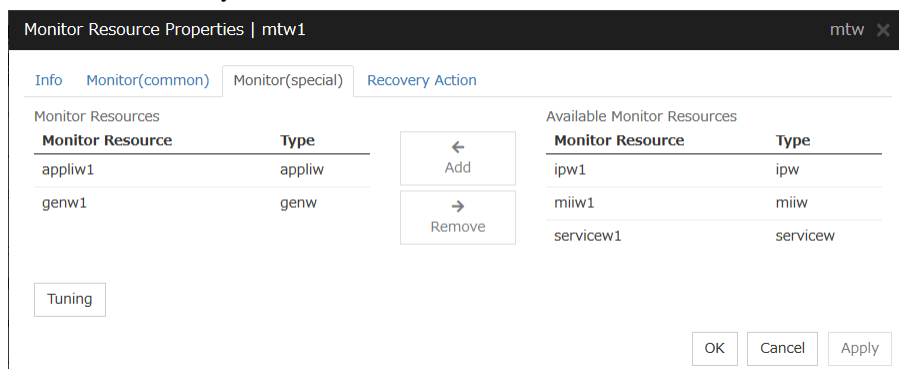 Monitor Resource Properties | mtw1 mtw ×
Info Monitor(common) Monitor(special) Recovery Action
Monitor Resources
Monitor Resource Type
appliw1 appliw
genw1 genw
← Add
→ Remove
Available Monitor Resources
Monitor Resource Type
ipw1 ipw
miiw1 miiw
servicew1 servicew
Tuning
OK Cancel Apply